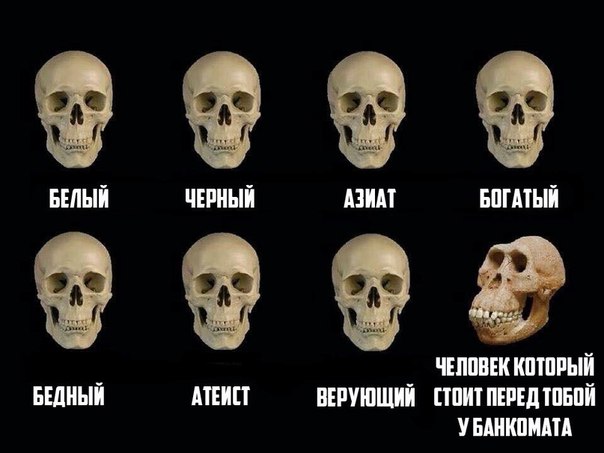 БЕЛЫЙ
ЧЕРНЫЙ
АЗИАТ
БОГАТЫЙ
БЕДНЫЙ
АТЕИСТ
ВЕРУЮЩИЙ
ЧЕЛОВЕК КОТОРЫЙ
СТОИТ ПЕРЕД ТОБОЙ
У БАНКОМАТА